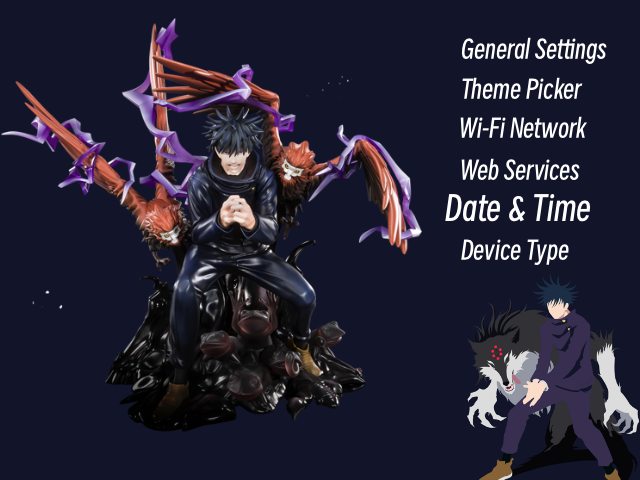 General Settings
Theme Picker
Wi-Fi Network
Web Services
Date & Time
Device Type